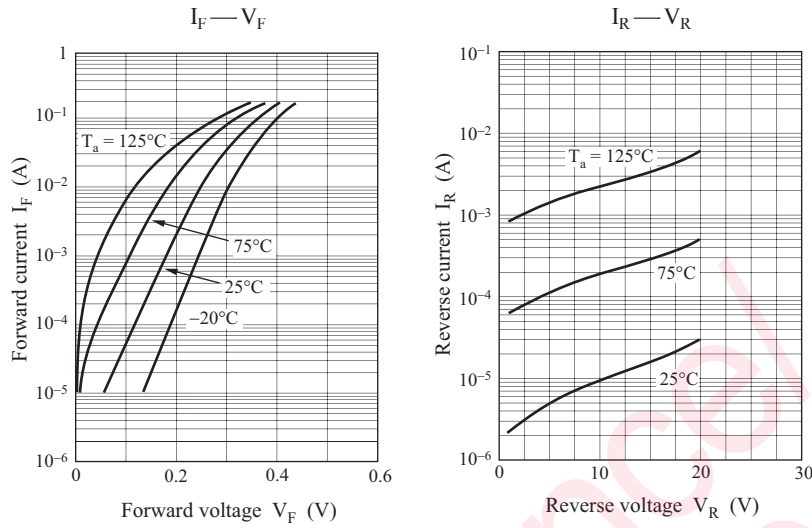 I_F — V_F
1
10⁻¹
10⁻²
10⁻³
10⁻⁴
10⁻⁵
10⁻⁶
Forward current I_F (A)
T_a = 125°C
75°C
25°C
−20°C
0
0.2
0.4
0.6
Forward voltage V_F (V)
I_R — V_R
10⁻¹
10⁻²
10⁻³
10⁻⁴
10⁻⁵
10⁻⁶
Reverse current I_R (A)
T_a = 125°C
75°C
25°C
0
10
20
30
Reverse voltage V_R (V)